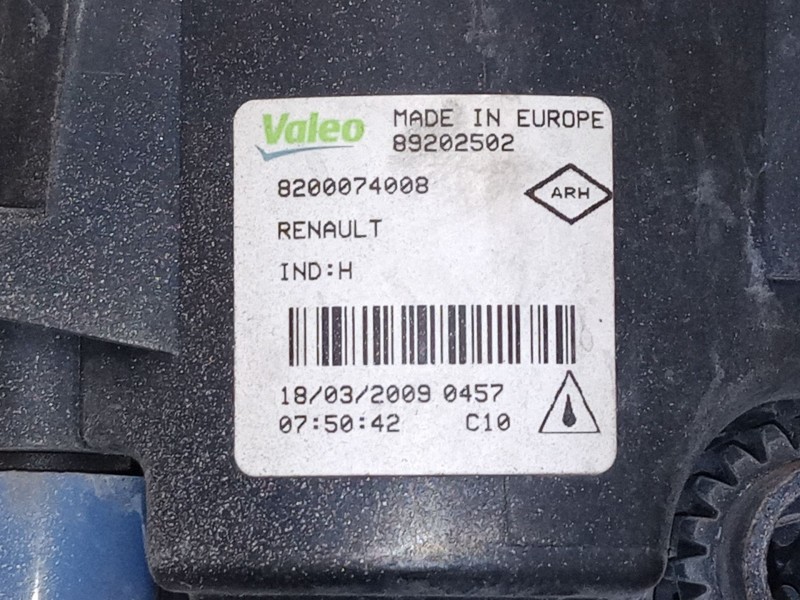 Valeo MADE IN EUROPE
89202502
8200074008
ARH
RENAULT
IND:H
18/03/2009 0457
07:50:42 C10